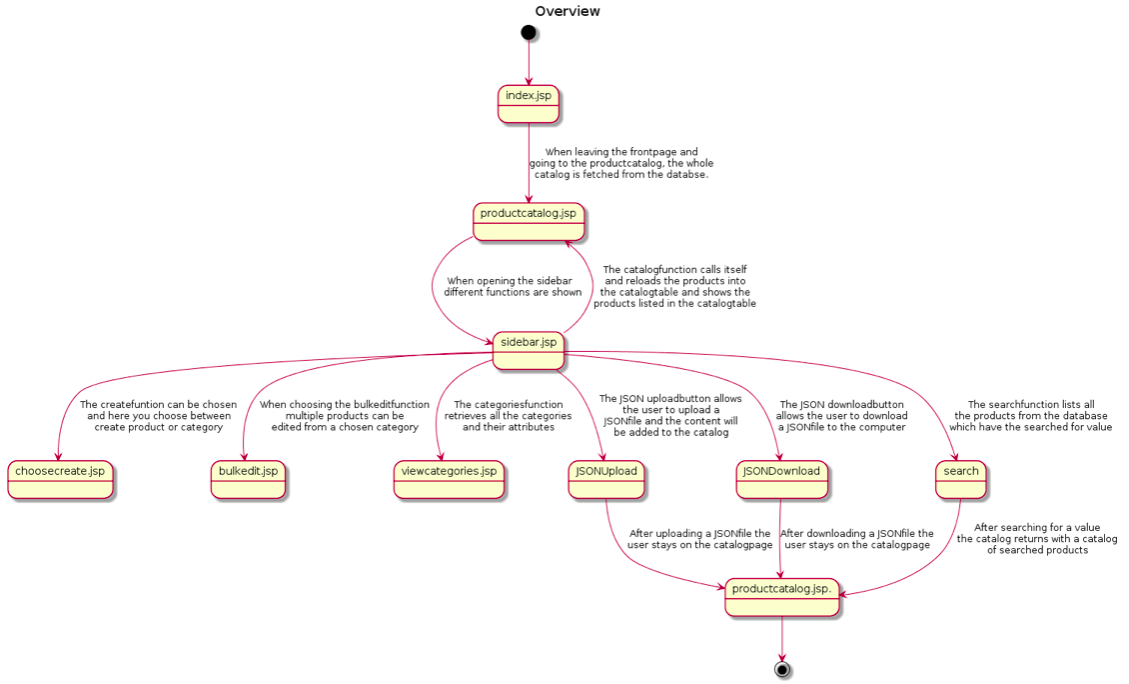 Overview
index.jsp
When leaving the frontpage and
going to the productcatalog, the whole
catalog is fetched from the databse.
productcatalog.jsp
When opening the sidebar
different functions are shown
The catalogfunction calls itself
and reloads the products into
the catalogtable and shows the
products listed in the catalogtable
sidebar.jsp
The createfuntion can be chosen
and here you choose between
create product or category
When choosing the bulkeditfunction
multiple products can be
edited from a chosen category
The categoriesfunction
retrieves all the categories
and their attributes
The JSON uploadbutton allows
the user to upload a
JSONfile and the content will
be added to the catalog
The JSON downloadbutton
allows the user to download
a JSONfile to the computer
The searchfunction lists all
the products from the database
which have the searched for value
choosecreate.jsp
bulkedit.jsp
viewcategories.jsp
JSONUpload
JSONDownload
search
After uploading a JSONfile the
user stays on the catalogpage
After downloading a JSONfile the
user stays on the catalogpage
After searching for a value
the catalog returns with a catalog
of searched products
productcatalog.jsp.